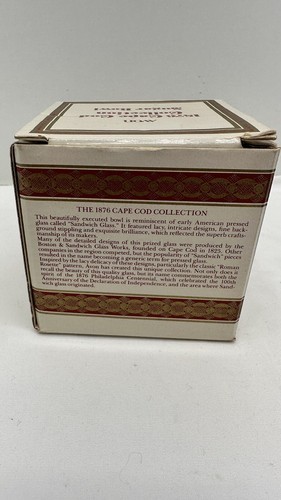 AVON
1876 Cape Cod
Collection
Sugar Bowl
THE 1876 CAPE COD COLLECTION
This beautifully executed bowl is reminiscent of early American pressed
glass called "Sandwich Glass." It featured lacy, intricate designs, fine back-
ground stippling and exquisite brilliance, which reflected the superb crafts-
manship of its makers.
Many of the detailed designs of this prized glass were produced by the
Boston & Sandwich Glass Works, founded on Cape Cod in 1825. Other
companies in the region competed, but the popularity of "Sandwich" pieces
resulted in the name becoming a generic term for pressed glass.
Inspired by the lacy delicacy of these designs, particularly the classic "Roman
Rosette" pattern, Avon has created this unique collection. Not only does it
recall the beauty of this quality glass, but its name commemorates both the
spirit of the 1876 Philadelphia Centennial, which celebrated the 100th
Anniversary of the Declaration of Independence, and the area where Sand-
wich glass originated.